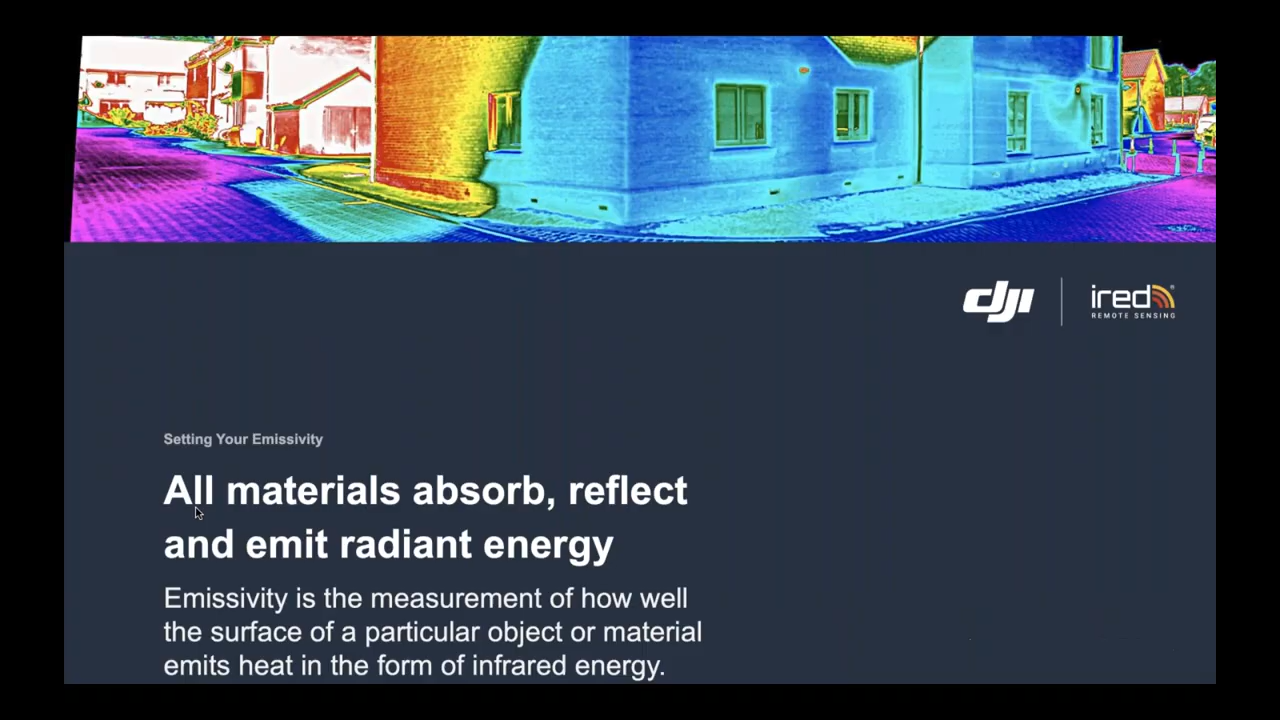 dji
ired
REMOTE SENSING
Setting Your Emissivity
All materials absorb, reflect
and emit radiant energy
Emissivity is the measurement of how well
the surface of a particular object or material
emits heat in the form of infrared energy.